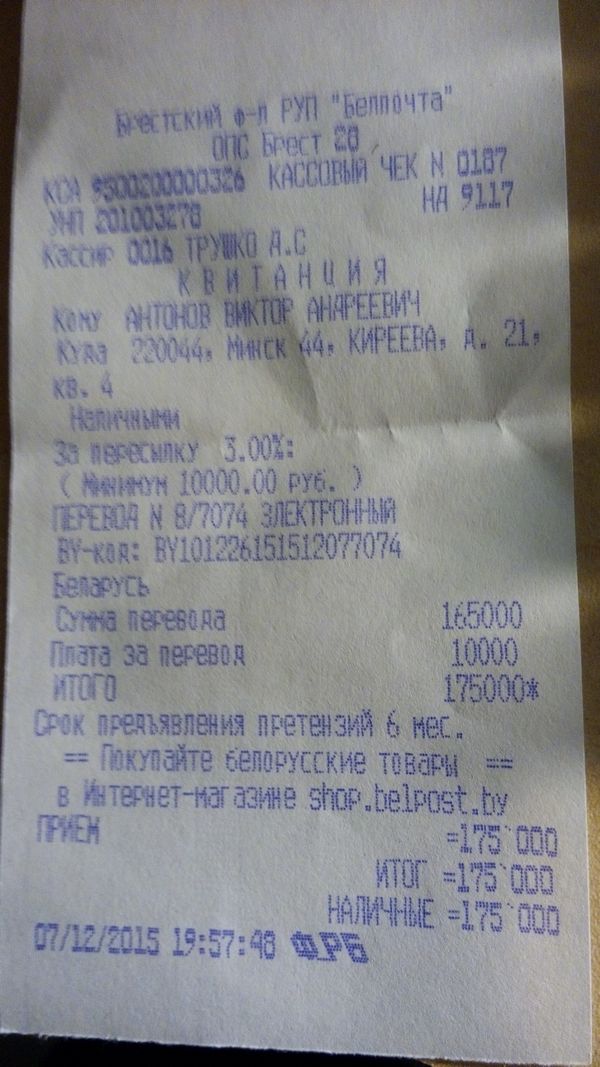 Брестский ф-л РУП "Белпочта"
ОПС Брест 28
КСА 9500200000326 КАССОВЫЙ ЧЕК N 0187
УНП 201003278 НА 9117
Кассир 0016 ТРУШКО А.С
К В И Т А Н Ц И Я
Кому АНТОНОВ ВИКТОР АНДРЕЕВИЧ
Куда 220044, Минск 44, КИРЕЕВА, д. 21,
кв. 4
Наличными
За пересылку 3.00%:
( Минимум 10000.00 руб. )
ПЕРЕВОД N 8/7074 ЭЛЕКТРОННЫЙ
BY-код: BY101226151512077074
Беларусь
Сумма перевода 165000
Плата за перевод 10000
ИТОГО 175000*
Срок предъявления претензий 6 мес.
== Покупайте белорусские товары ==
в Интернет-магазине shop.belpost.by
ПРИЕМ =175`000
ИТОГ =175`000
НАЛИЧНЫЕ =175`000
07/12/2015 19:57:48 ФРБ